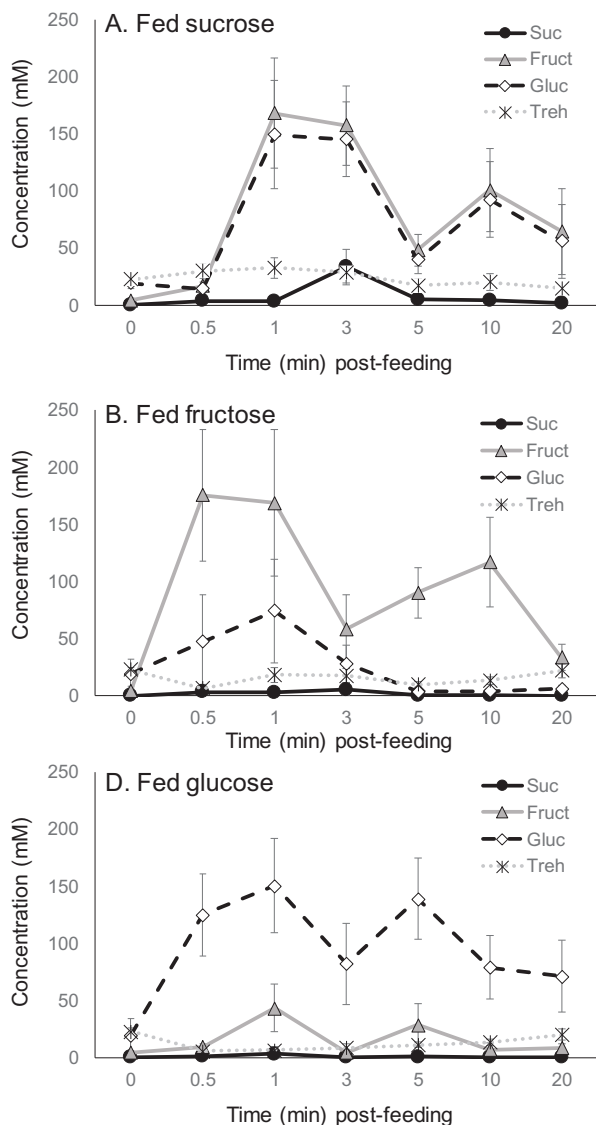 A. Fed sucrose
Suc
Fruct
Gluc
Treh
Concentration (mM)
250
200
150
100
50
0
0 0.5 1 3 5 10 20
Time (min) post-feeding
B. Fed fructose
Suc
Fruct
Gluc
Treh
Concentration (mM)
250
200
150
100
50
0
0 0.5 1 3 5 10 20
Time (min) post-feeding
D. Fed glucose
Suc
Fruct
Gluc
Treh
Concentration (mM)
250
200
150
100
50
0
0 0.5 1 3 5 10 20
Time (min) post-feeding